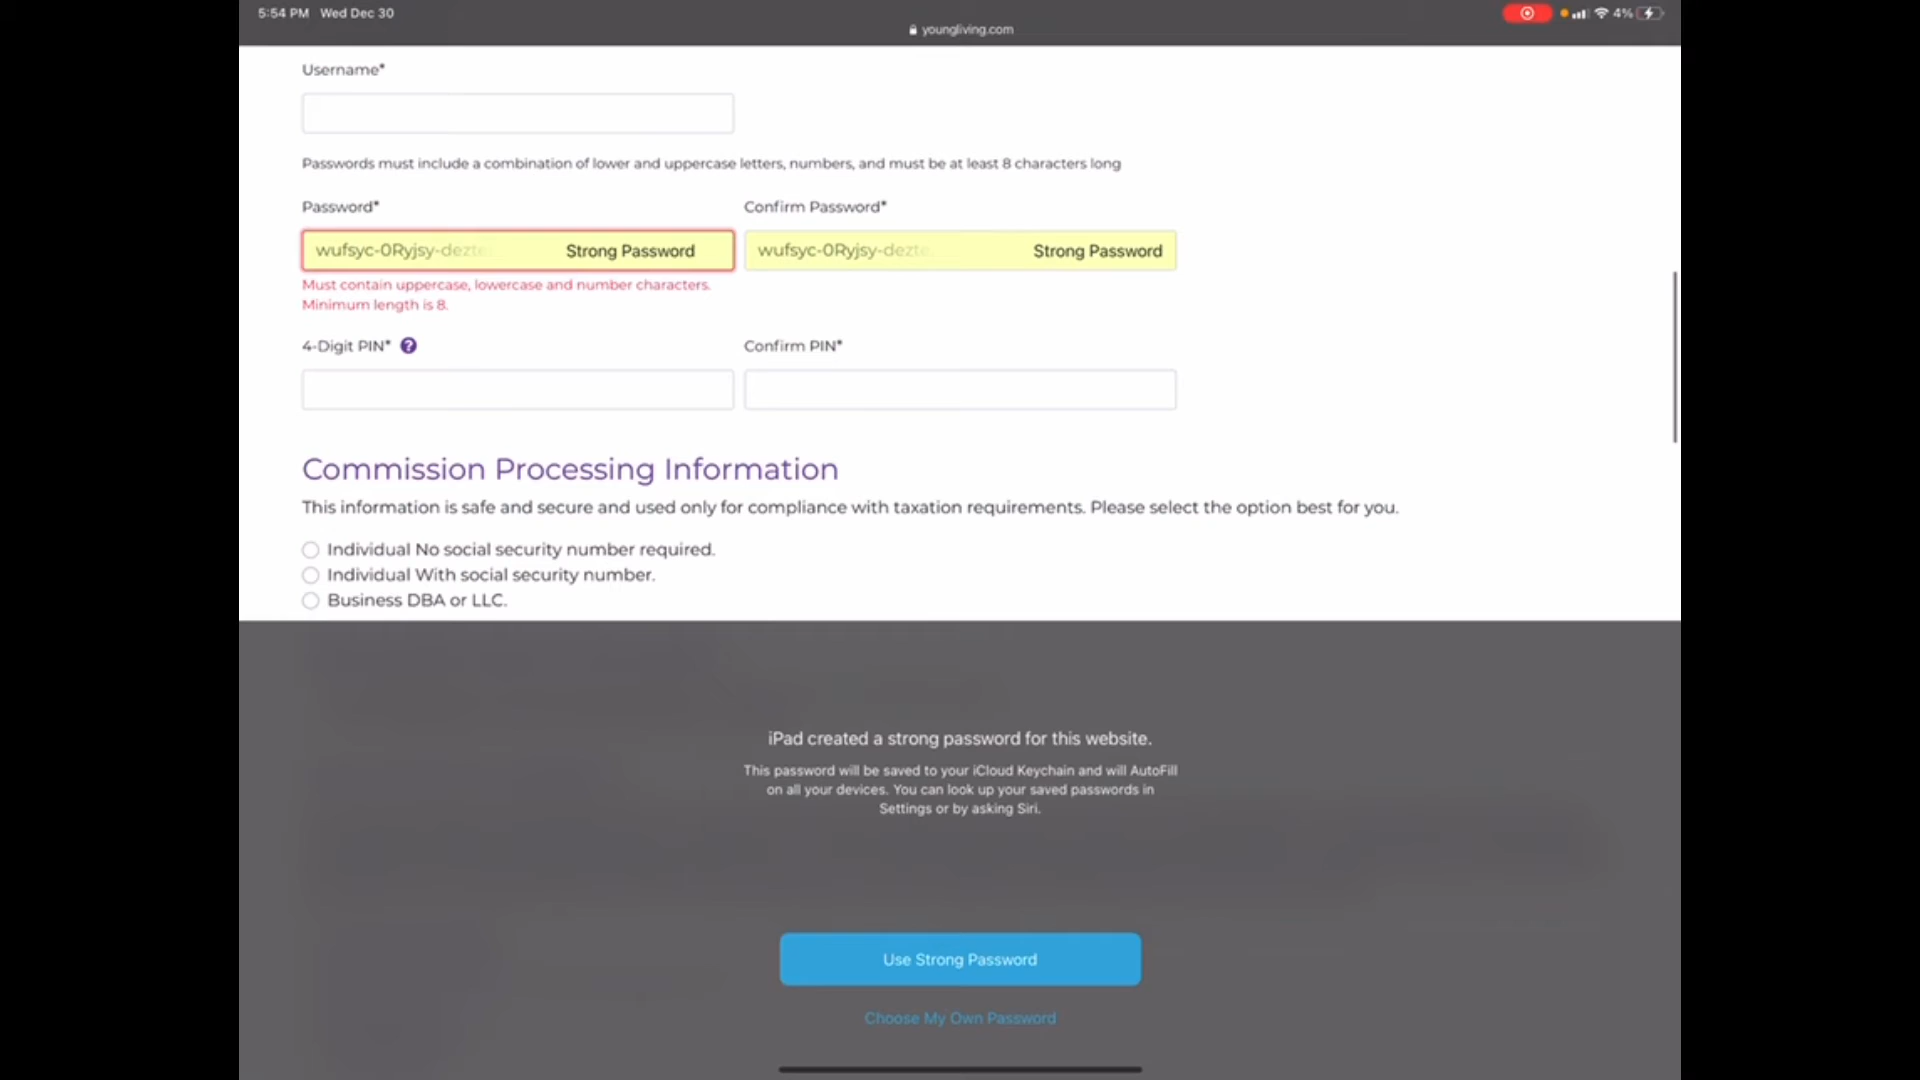 5:54 PM Wed Dec 30
4%
youngliving.com
Username*
Passwords must include a combination of lower and uppercase letters, numbers, and must be at least 8 characters long
Password* Confirm Password*
wufsyc-0Ryjsy-dezte Strong Password wufsyc-0Ryjsy-dezte Strong Password
Must contain uppercase, lowercase and number characters.
Minimum length is 8.
4-Digit PIN* ? Confirm PIN*
Commission Processing Information
This information is safe and secure and used only for compliance with taxation requirements. Please select the option best for you.
Individual No social security number required.
Individual With social security number.
Business DBA or LLC.
iPad created a strong password for this website.
This password will be saved to your iCloud Keychain and will AutoFill
on all your devices. You can look up your saved passwords in
Settings or by asking Siri.
Use Strong Password
Choose My Own Password